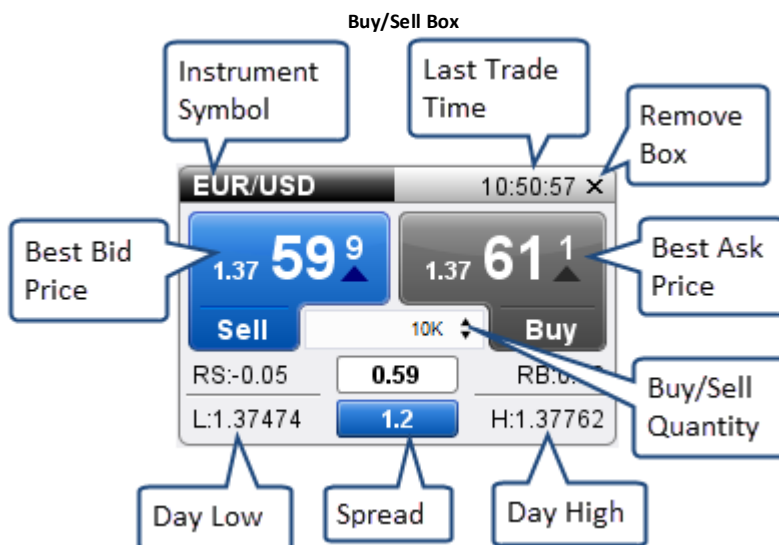 Buy/Sell Box
Instrument
Symbol
Last Trade
Time
Remove
Box
EUR/USD
10:50:57 ×
Best Bid
Price
1.37 59 9
1.37 61 1
Best Ask
Price
Sell
10K
Buy
RS:-0.05
0.59
Buy/Sell
Quantity
L:1.37474
1.2
H:1.37762
Day Low
Spread
Day High